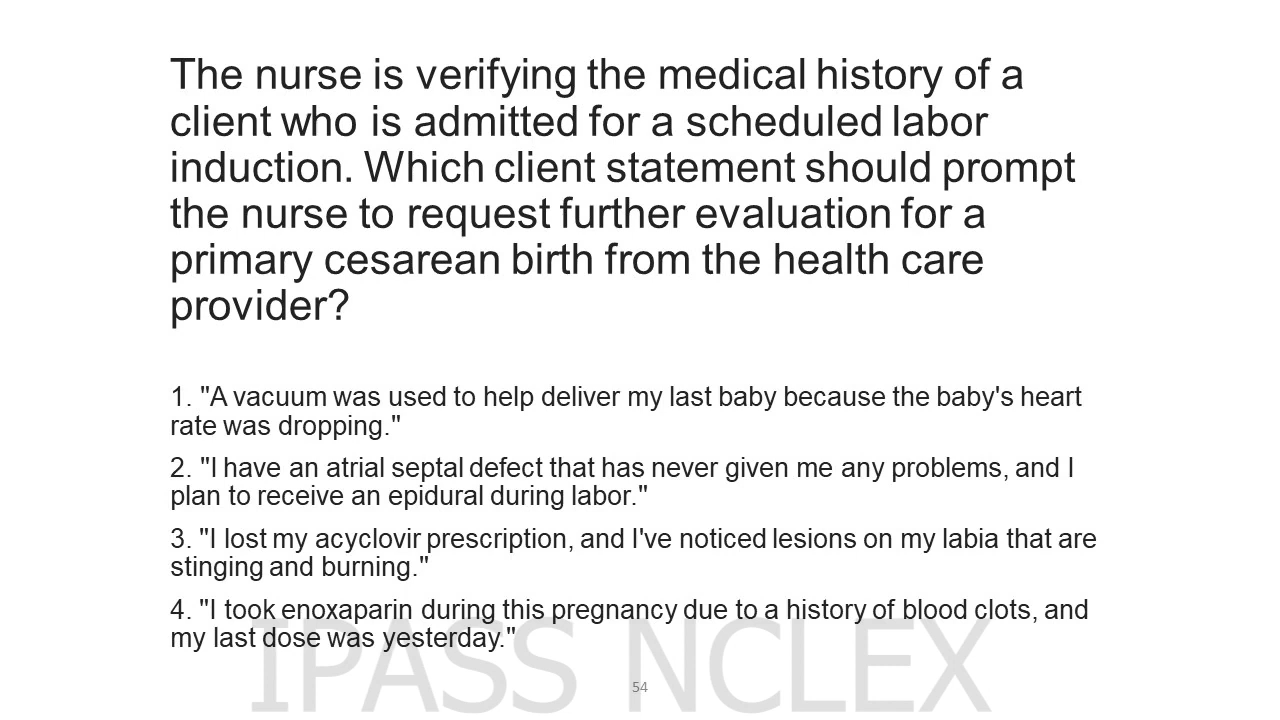 The nurse is verifying the medical history of a
client who is admitted for a scheduled labor
induction. Which client statement should prompt
the nurse to request further evaluation for a
primary cesarean birth from the health care
provider?
1. "A vacuum was used to help deliver my last baby because the baby's heart
rate was dropping."
2. "I have an atrial septal defect that has never given me any problems, and I
plan to receive an epidural during labor."
3. "I lost my acyclovir prescription, and I've noticed lesions on my labia that are
stinging and burning."
4. "I took enoxaparin during this pregnancy due to a history of blood clots, and
my last dose was yesterday."
IPASS NCLEX
54